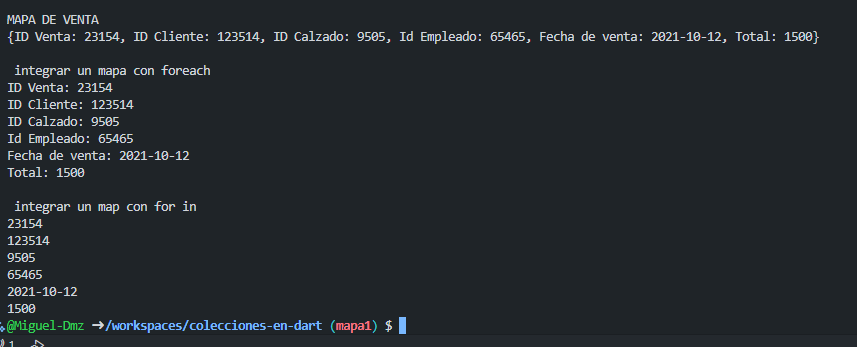 MAPA DE VENTA
{ID Venta: 23154, ID Cliente: 123514, ID Calzado: 9505, Id Empleado: 65465, Fecha de venta: 2021-10-12, Total: 1500}
integrar un mapa con foreach
ID Venta: 23154
ID Cliente: 123514
ID Calzado: 9505
Id Empleado: 65465
Fecha de venta: 2021-10-12
Total: 1500
integrar un map con for in
23154
123514
9505
65465
2021-10-12
1500
@Miguel-Dmz ➜/workspaces/colecciones-en-dart (mapa1) $